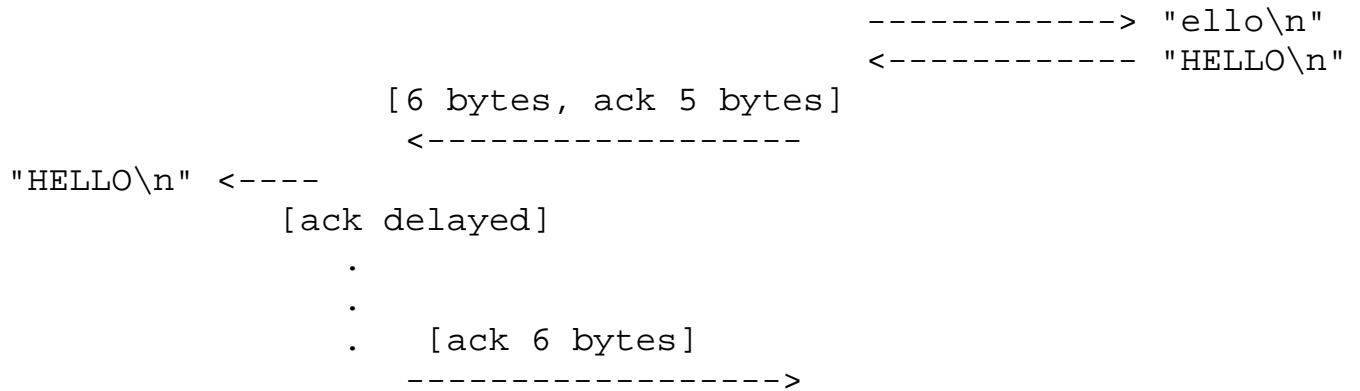 ------------> "ello\n"
<------------ "HELLO\n"
[6 bytes, ack 5 bytes]
<------------------
"HELLO\n" <----
[ack delayed]
.
.
. [ack 6 bytes]
------------------>